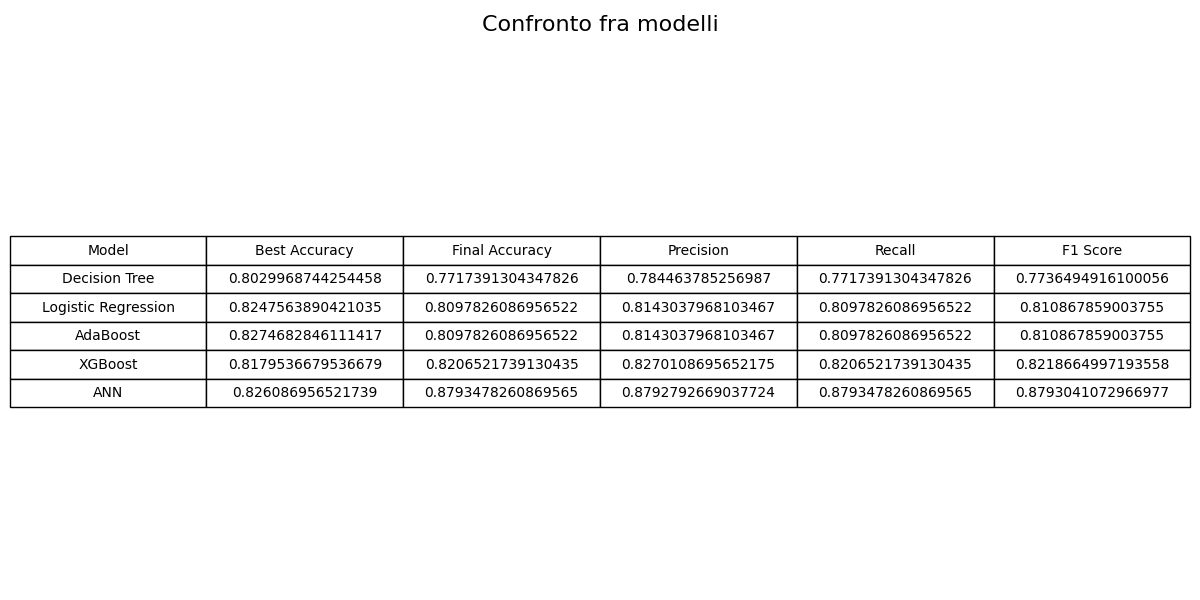 Confronto fra modelli
Model Best Accuracy Final Accuracy Precision Recall F1 Score
Decision Tree 0.8029968744254458 0.7717391304347826 0.784463785256987 0.7717391304347826 0.7736494916100056
Logistic Regression 0.8247563890421035 0.8097826086956522 0.8143037968103467 0.8097826086956522 0.810867859003755
AdaBoost 0.8274682846111417 0.8097826086956522 0.8143037968103467 0.8097826086956522 0.810867859003755
XGBoost 0.8179536679536679 0.8206521739130435 0.8270108695652175 0.8206521739130435 0.8218664997193558
ANN 0.826086956521739 0.8793478260869565 0.8792792669037724 0.8793478260869565 0.8793041072966977